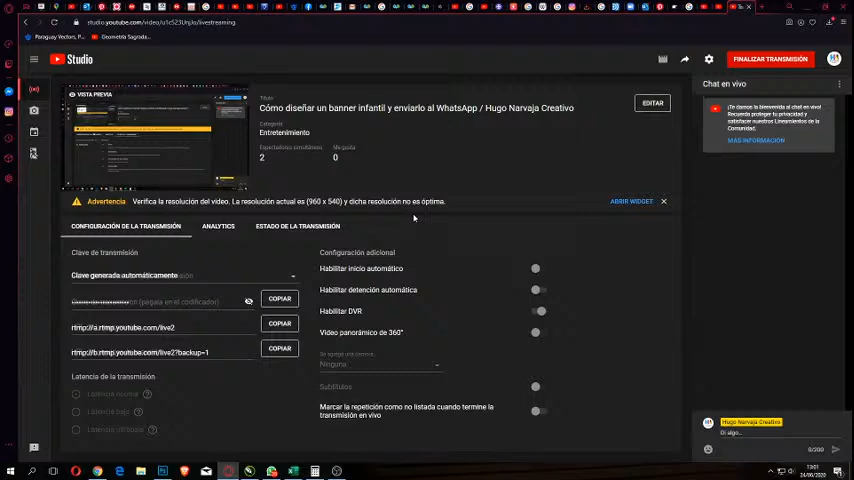 studio.youtube.com/video/u1c523UnjJo/livestreaming
Paraguay Vectors, P...
Geometría Sagrada...
Studio
FINALIZAR TRANSMISIÓN
VISTA PREVIA
Título
Cómo diseñar un banner infantil y enviarlo al WhatsApp / Hugo Narvaja Creativo
EDITAR
Categoría
Entretenimiento
Espectadores simultáneos
Me gusta
2
0
Chat en vivo
¡Te damos la bienvenida al chat en vivo!
Recuerda proteger tu privacidad y
satisfacer nuestros Lineamientos de la
Comunidad.
MÁS INFORMACIÓN
Advertencia
Verifica la resolución del video. La resolución actual es (960 x 540) y dicha resolución no es óptima.
ABRIR WIDGET
CONFIGURACIÓN DE LA TRANSMISIÓN
ANALYTICS
ESTADO DE LA TRANSMISIÓN
Clave de transmisión
Clave generada automáticamente
(pégala en el codificador)
COPIAR
rtmp://a.rtmp.youtube.com/live2
COPIAR
rtmp://b.rtmp.youtube.com/live2?backup=1
COPIAR
Latencia de la transmisión
Latencia normal
Latencia baja
Latencia ultrabaja
Configuración adicional
Habilitar inicio automático
Habilitar detención automática
Habilitar DVR
Video panorámico de 360°
Se agregó una demora
Ninguna
Subtítulos
Marcar la repetición como no listada cuando termine la
transmisión en vivo
Hugo Narvaja Creativo
Di algo...
0/200
13:01
24/06/2020